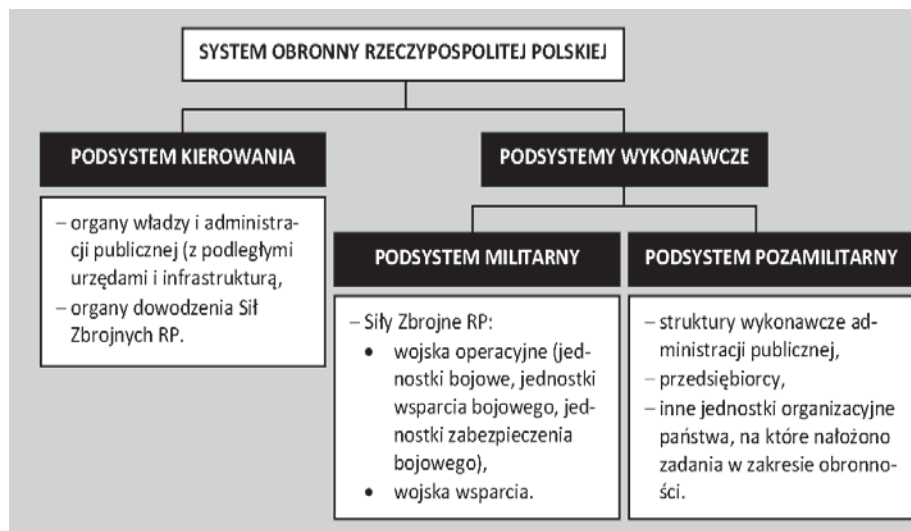 SYSTEM OBRONNY RZECZYPOSPOLITEJ POLSKIEJ
PODSYSTEM KIEROWANIA
– organy władzy i administra-
cji publicznej (z podległymi
urzędami i infrastrukturą,
– organy dowodzenia Sił
Zbrojnych RP.
PODSYSTEMY WYKONAWCZE
PODSYSTEM MILITARNY
– Siły Zbrojne RP:
• wojska operacyjne (jed-
nostki bojowe, jednostki
wsparcia bojowego, jed-
nostki zabezpieczenia
bojowego),
• wojska wsparcia.
PODSYSTEM POZAMILITARNY
– struktury wykonawcze ad-
ministracji publicznej,
– przedsiębiorcy,
– inne jednostki organizacyjne
państwa, na które nałożono
zadania w zakresie obronno-
ści.